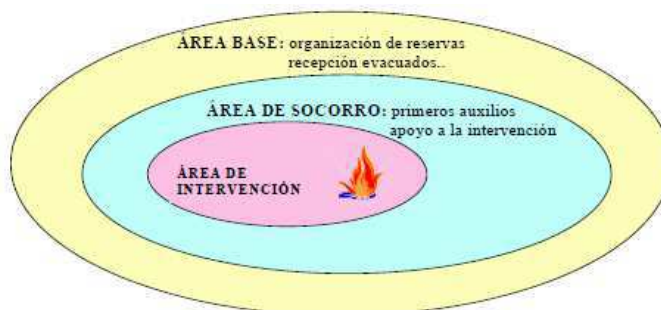 ÁREA BASE: organización de reservas
recepción evacuados..
ÁREA DE SOCORRO: primeros auxilios
apoyo a la intervención
ÁREA DE
INTERVENCIÓN